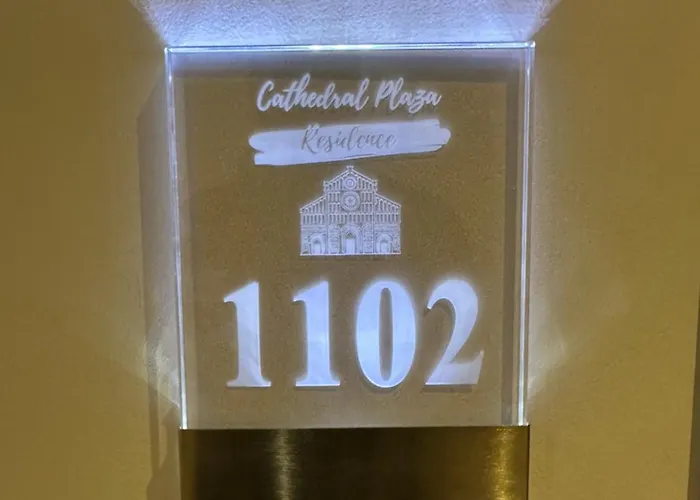 Cathedral Plaza
Residence
1102